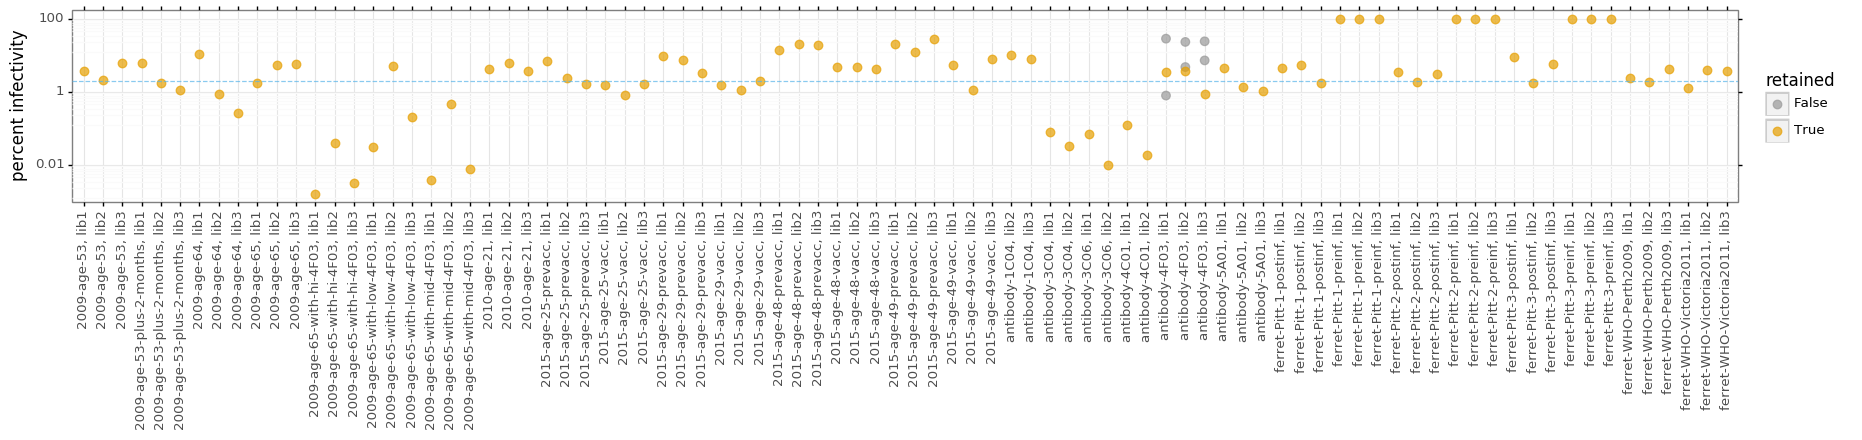 percent infectivity
100
1
0.01
2009-age-53, lib1
2009-age-53, lib2
2009-age-53, lib3
2009-age-53-plus-2-months, lib1
2009-age-53-plus-2-months, lib2
2009-age-53-plus-2-months, lib3
2009-age-64, lib1
2009-age-64, lib2
2009-age-64, lib3
2009-age-65, lib1
2009-age-65, lib2
2009-age-65, lib3
2009-age-65-with-hi-4F03, lib1
2009-age-65-with-hi-4F03, lib2
2009-age-65-with-hi-4F03, lib3
2009-age-65-with-low-4F03, lib1
2009-age-65-with-low-4F03, lib2
2009-age-65-with-low-4F03, lib3
2009-age-65-with-mid-4F03, lib1
2009-age-65-with-mid-4F03, lib2
2009-age-65-with-mid-4F03, lib3
2010-age-21, lib1
2010-age-21, lib2
2010-age-21, lib3
2015-age-25-prevacc, lib1
2015-age-25-prevacc, lib2
2015-age-25-prevacc, lib3
2015-age-25-vacc, lib1
2015-age-25-vacc, lib2
2015-age-25-vacc, lib3
2015-age-29-prevacc, lib1
2015-age-29-prevacc, lib2
2015-age-29-prevacc, lib3
2015-age-29-vacc, lib1
2015-age-29-vacc, lib2
2015-age-29-vacc, lib3
2015-age-48-prevacc, lib1
2015-age-48-prevacc, lib2
2015-age-48-prevacc, lib3
2015-age-48-vacc, lib1
2015-age-48-vacc, lib2
2015-age-48-vacc, lib3
2015-age-49-prevacc, lib1
2015-age-49-prevacc, lib2
2015-age-49-prevacc, lib3
2015-age-49-vacc, lib1
2015-age-49-vacc, lib2
2015-age-49-vacc, lib3
antibody-1C04, lib2
antibody-1C04, lib3
antibody-3C04, lib1
antibody-3C04, lib2
antibody-3C06, lib1
antibody-3C06, lib2
antibody-4C01, lib1
antibody-4C01, lib2
antibody-4F03, lib1
antibody-4F03, lib2
antibody-4F03, lib3
antibody-5A01, lib1
antibody-5A01, lib2
antibody-5A01, lib3
ferret-Pitt-1-postinf, lib1
ferret-Pitt-1-postinf, lib2
ferret-Pitt-1-postinf, lib3
ferret-Pitt-1-preinf, lib1
ferret-Pitt-1-preinf, lib2
ferret-Pitt-1-preinf, lib3
ferret-Pitt-2-postinf, lib1
ferret-Pitt-2-postinf, lib2
ferret-Pitt-2-postinf, lib3
ferret-Pitt-2-preinf, lib1
ferret-Pitt-2-preinf, lib2
ferret-Pitt-2-preinf, lib3
ferret-Pitt-3-postinf, lib1
ferret-Pitt-3-postinf, lib2
ferret-Pitt-3-postinf, lib3
ferret-Pitt-3-preinf, lib1
ferret-Pitt-3-preinf, lib2
ferret-Pitt-3-preinf, lib3
ferret-WHO-Perth2009, lib1
ferret-WHO-Perth2009, lib2
ferret-WHO-Perth2009, lib3
ferret-WHO-Victoria2011, lib1
ferret-WHO-Victoria2011, lib2
ferret-WHO-Victoria2011, lib3
retained
False
True